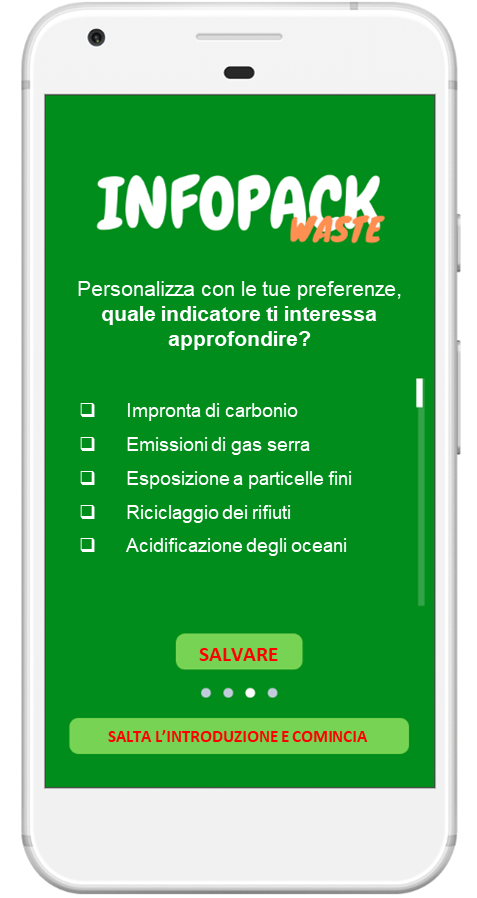 INFOPACK
WASTE
Personalizza con le tue preferenze,
quale indicatore ti interessa
approfondire?
Impronta di carbonio
Emissioni di gas serra
Esposizione a particelle fini
Riciclaggio dei rifiuti
Acidificazione degli oceani
SALVARE
SALTA L’INTRODUZIONE E COMINCIA